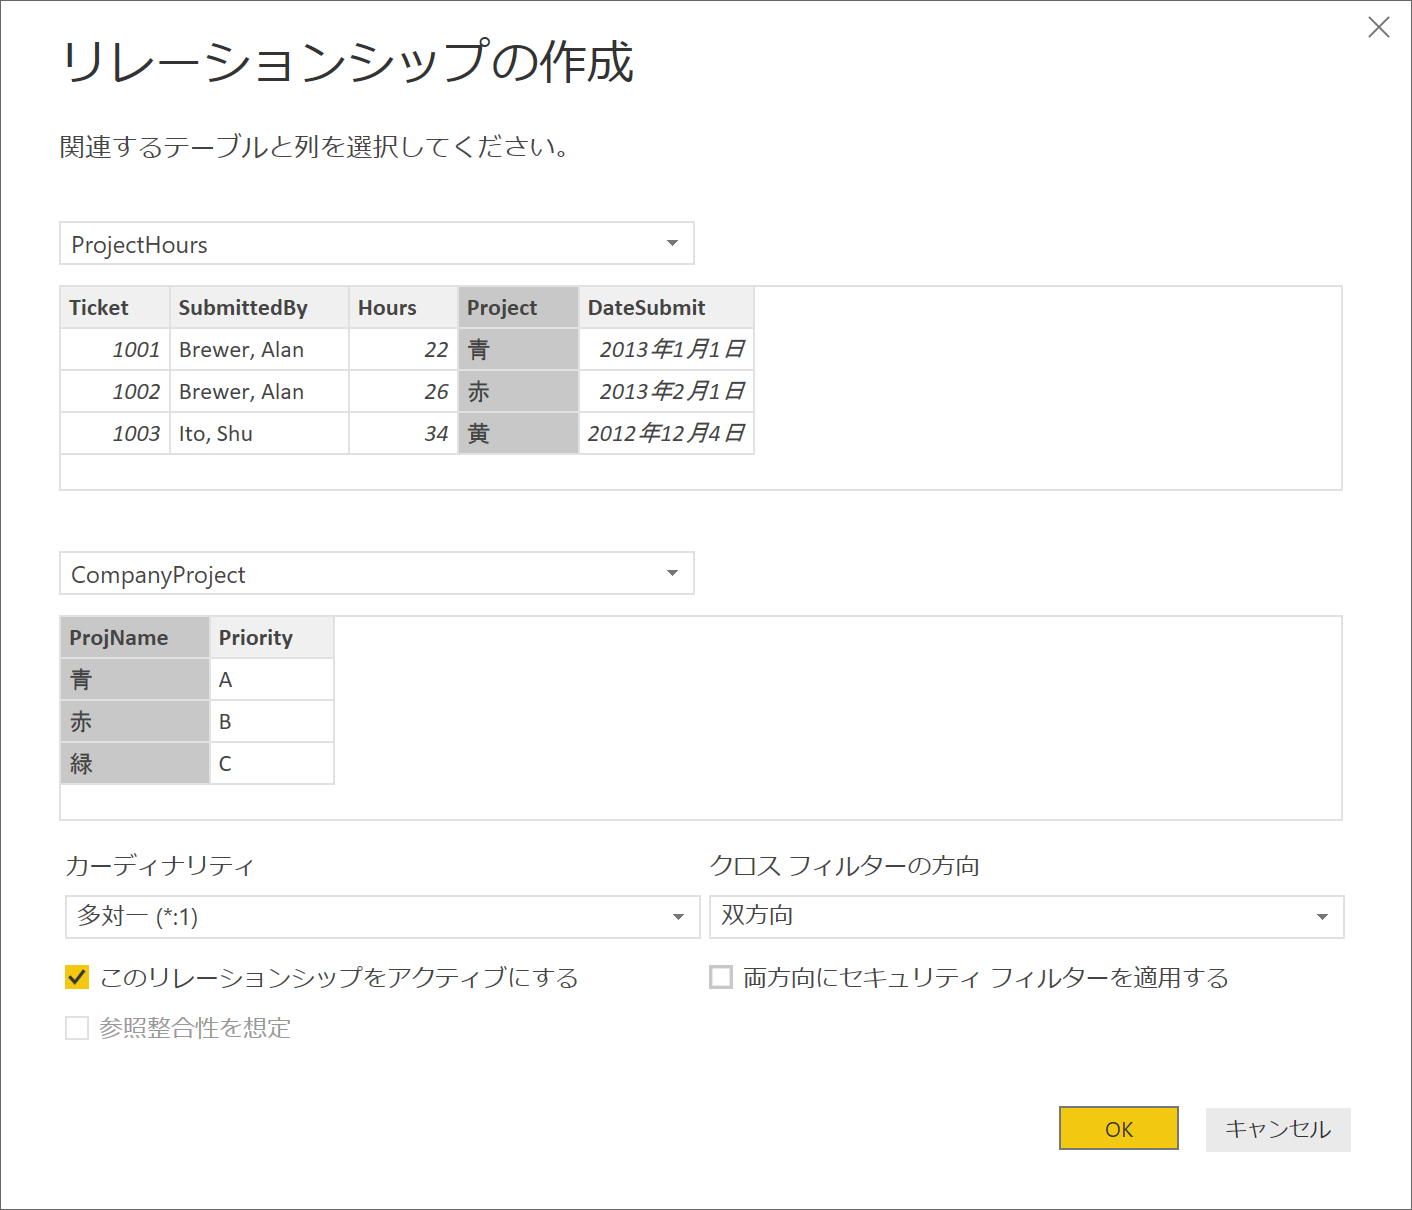 リレーションシップの作成
関連するテーブルと列を選択してください。
ProjectHours
Ticket SubmittedBy Hours Project DateSubmit
1001 Brewer, Alan 22 青 2013年1月1日
1002 Brewer, Alan 26 赤 2013年2月1日
1003 Ito, Shu 34 黄 2012年12月4日
CompanyProject
ProjName Priority
青 A
赤 B
緑 C
カーディナリティ クロス フィルターの方向
多対一 (*:1) 双方向
このリレーションシップをアクティブにする 両方向にセキュリティ フィルターを適用する
参照整合性を想定
OK キャンセル